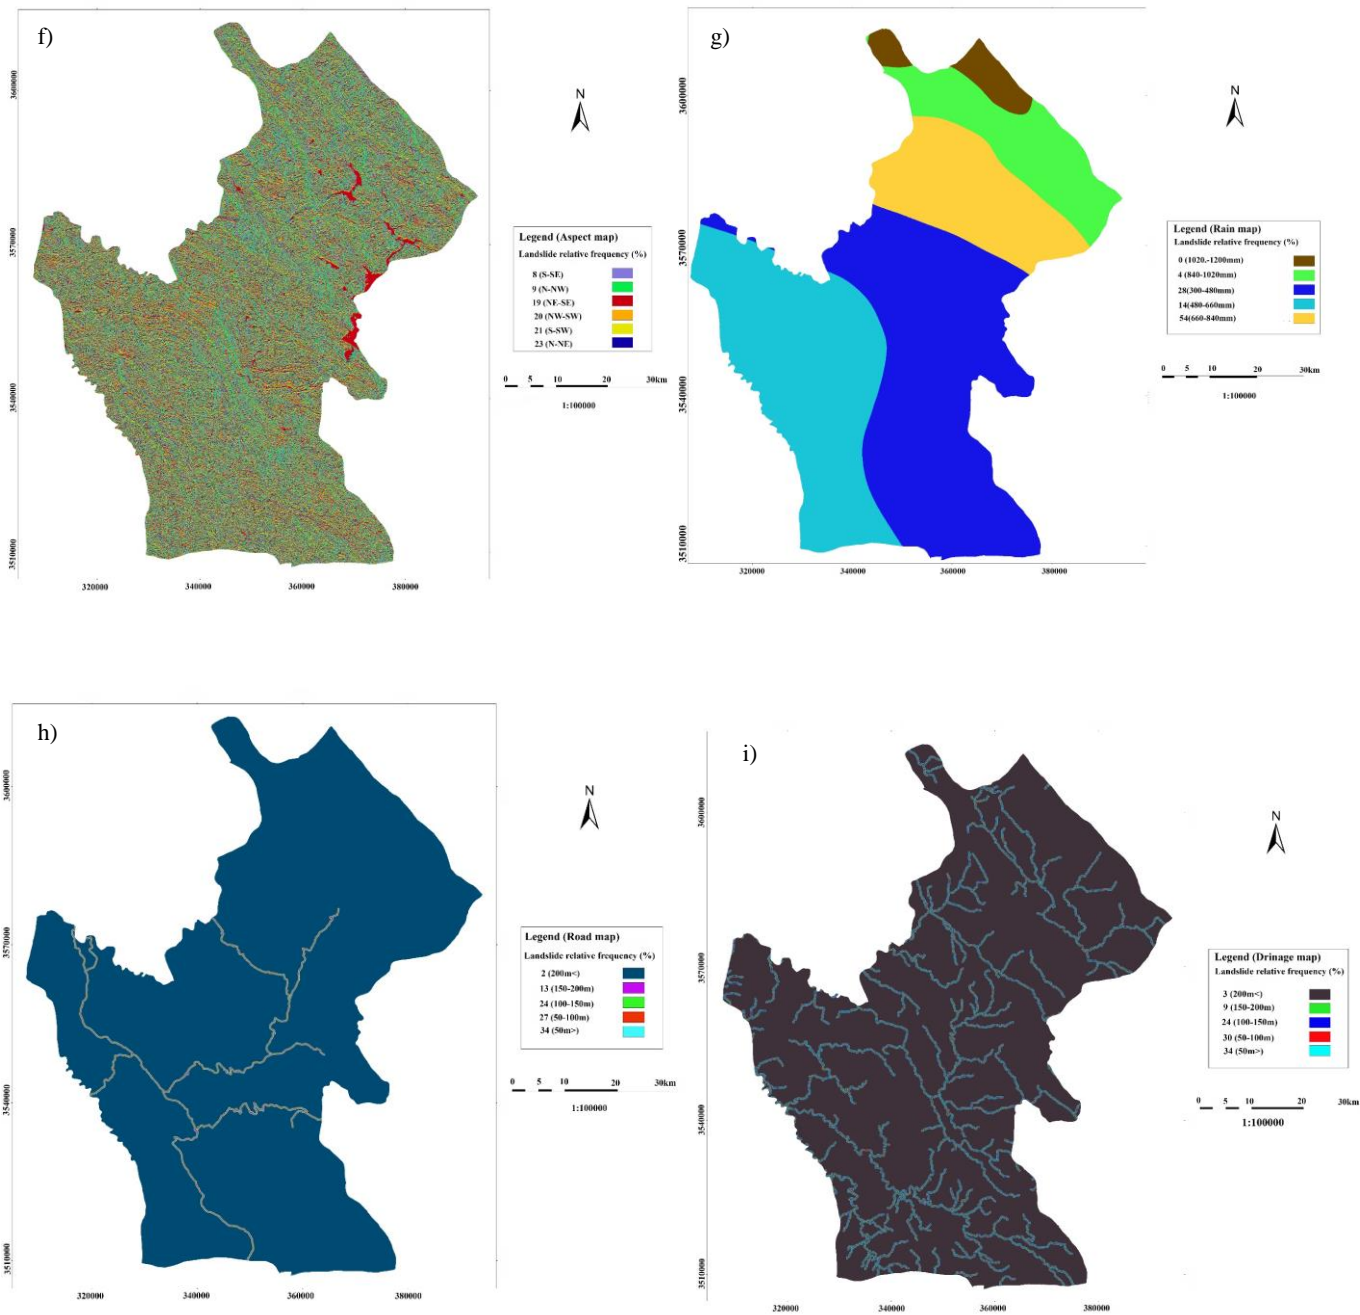 f)
N
3600000
3570000
3540000
3510000
320000
340000
360000
380000
Legend (Aspect map)
Landslide relative frequency (%)
8 (S-SE)
9 (N-NW)
19 (NE-SE)
20 (NW-SW)
21 (S-SW)
23 (N-NE)
0 5 10 20 30km
1:100000
g)
N
3600000
3570000
3540000
3510000
320000
340000
360000
380000
Legend (Rain map)
Landslide relative frequency (%)
0 (1020.-1200mm)
4 (840-1020mm)
28(300-480mm)
14(480-660mm)
54(660-840mm)
0 5 10 20 30km
1:100000
h)
N
3600000
3570000
3540000
3510000
320000
340000
360000
380000
Legend (Road map)
Landslide relative frequency (%)
2 (200m<)
13 (150-200m)
24 (100-150m)
27 (50-100m)
34 (50m>)
0 5 10 20 30km
1:100000
i)
N
3600000
3570000
3540000
3510000
320000
340000
360000
380000
Legend (Drinage map)
Landslide relative frequency (%)
3 (200m<)
9 (150-200m)
24 (100-150m)
30 (50-100m)
34 (50m>)
0 5 10 20 30km
1:100000